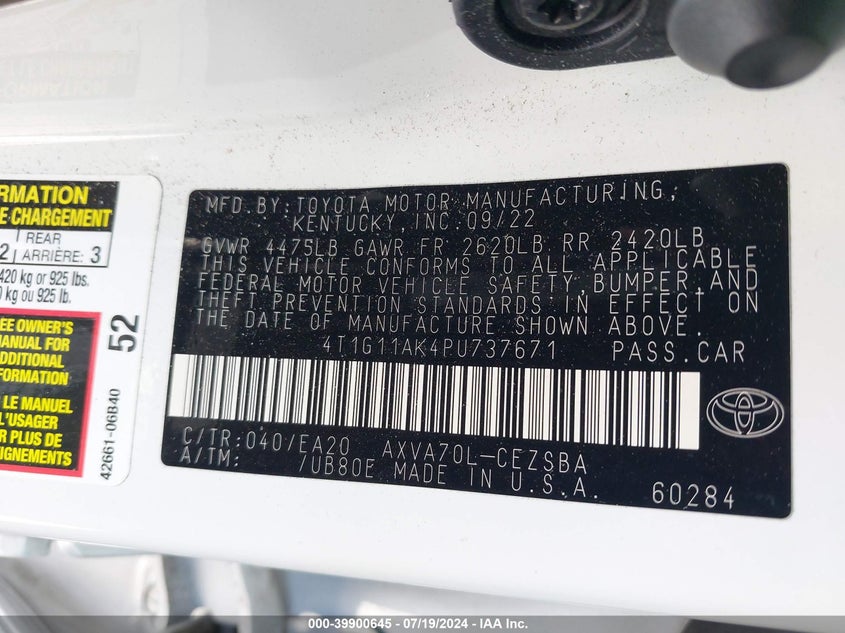 RMATION
E CHARGEMENT
2 REAR ARRIÈRE: 3
420 kg or 925 lbs.
kg ou 925 lb.
EE OWNER'S
MANUAL FOR
ADDITIONAL
FORMATION
LE MANUEL
L'USAGER
R PLUS DE
GNEMENTS
52
42661-06B40
MFD. BY: TOYOTA MOTOR MANUFACTURING,
KENTUCKY, INC. 09/22
GVWR 4475LB GAWR FR 2620LB RR 2420LB
THIS VEHICLE CONFORMS TO ALL APPLICABLE
FEDERAL MOTOR VEHICLE SAFETY, BUMPER, AND
THEFT PREVENTION STANDARDS IN EFFECT ON
THE DATE OF MANUFACTURE SHOWN ABOVE.
4T1G11AK4PU737671 PASS. CAR
C/TR: 040/EA20 AXVA70L-CEZSBA
A/TM: /UB80E MADE IN U.S.A.
60284
000-39900645 - 07/19/2024 - IAA Inc.